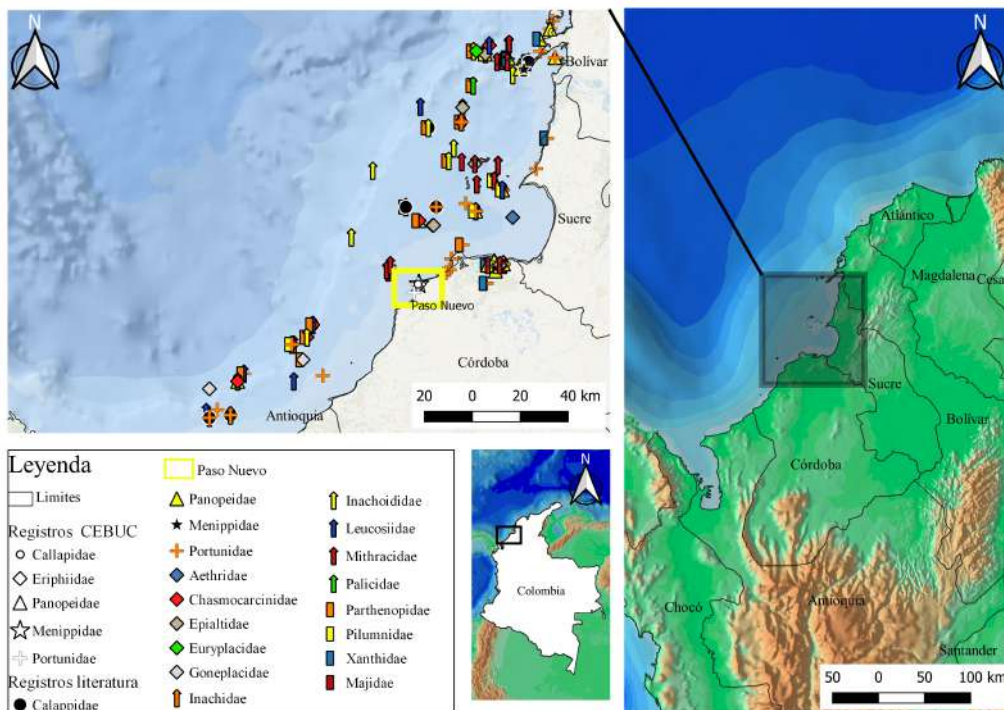 N
Bolívar
Sucre
Paso Nuevo
Córdoba
Antioquia
20 0 20 40 km
N
Atlántico
Magdalena
Cesa
Sucre
Bolívar
Córdoba
Chocó
Antioquia
Santander
50 0 50 100 km
Leyenda
Limites
Registros CEBUC
Callapidae
Eriphiidae
Panopeidae
Menippidae
Portunidae
Registros literatura
Calappidae
Paso Nuevo
Panopeidae
Menippidae
Portunidae
Aethridae
Chasmocarcinidae
Epialtidae
Euryplacidae
Goneplacidae
Inachidae
Inachoididae
Leucosiidae
Mithracidae
Palicidae
Parthenopidae
Pilumnidae
Xanthidae
Majidae
N
Colombia